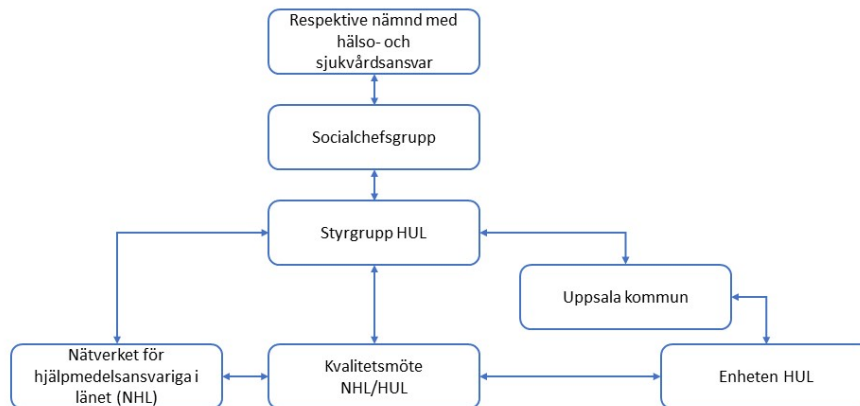 Respektive nämnd med
hälso- och
sjukvårdsansvar
Socialchefsgrupp
Styrgrupp HUL
Uppsala kommun
Nätverket för
hjälpmedelsansvariga i
länet (NHL)
Kvalitetsmöte
NHL/HUL
Enheten HUL